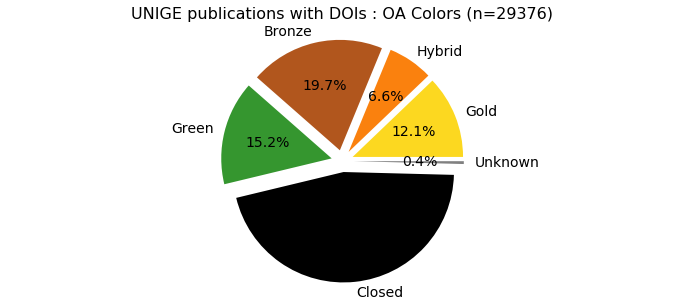 UNIGE publications with DOIs : OA Colors (n=29376)
Bronze
Hybrid
19.7%
6.6%
Gold
Green
12.1%
15.2%
0.4%
Unknown
Closed